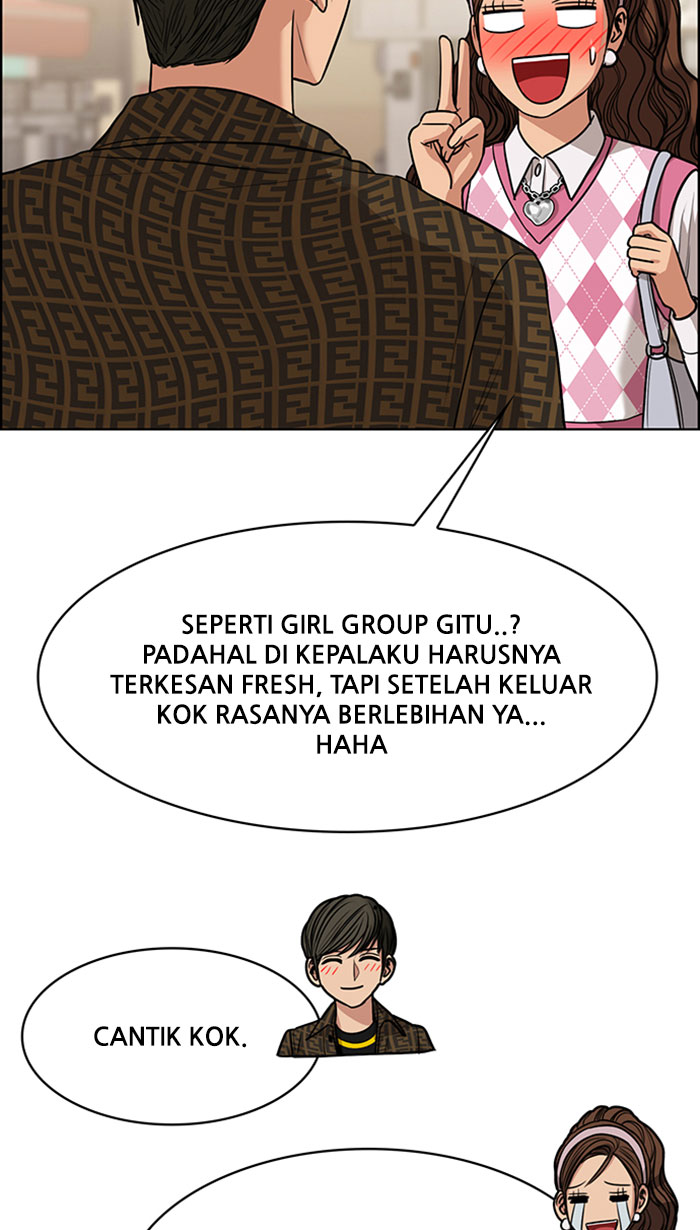 SEPERTI GIRL GROUP GITU..?
PADAHAL DI KEPALAKU HARUSNYA
TERKESAN FRESH, TAPI SETELAH KELUAR
KOK RASANYA BERLEBIHAN YA...
HAHA
CANTIK KOK.